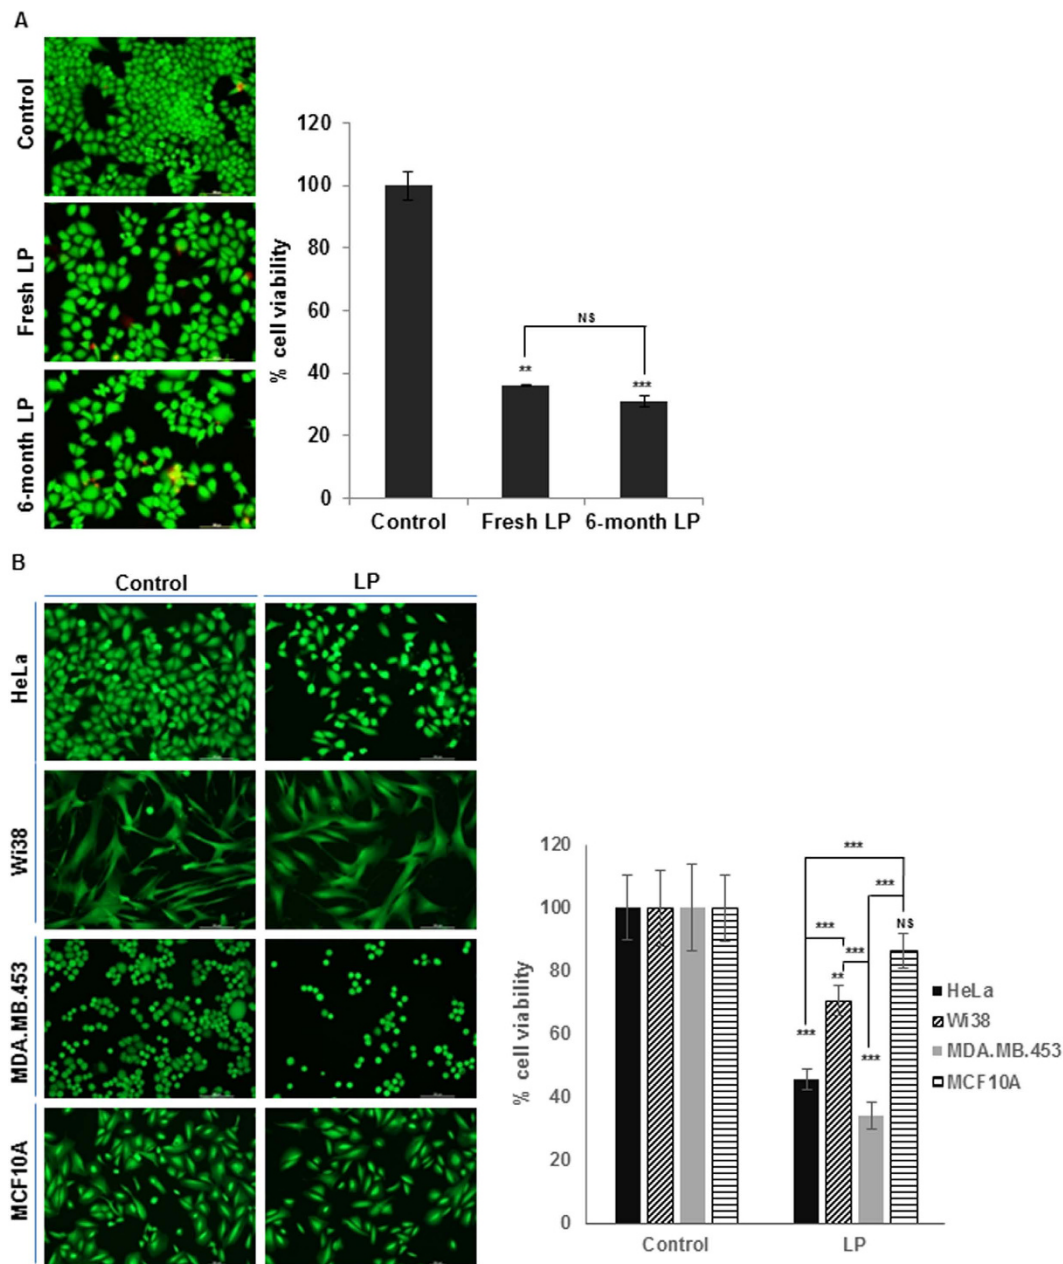 A
Control
Fresh LP
6-month LP
% cell viability
120
100
80
60
40
20
0
NS
**
***
Control Fresh LP 6-month LP
B
Control LP
HeLa
Wi38
MDA.MB.453
MCF10A
% cell viability
120
100
80
60
40
20
0
***
***
NS
***
***
**
***
***
HeLa
Wi38
MDA.MB.453
MCF10A
Control LP